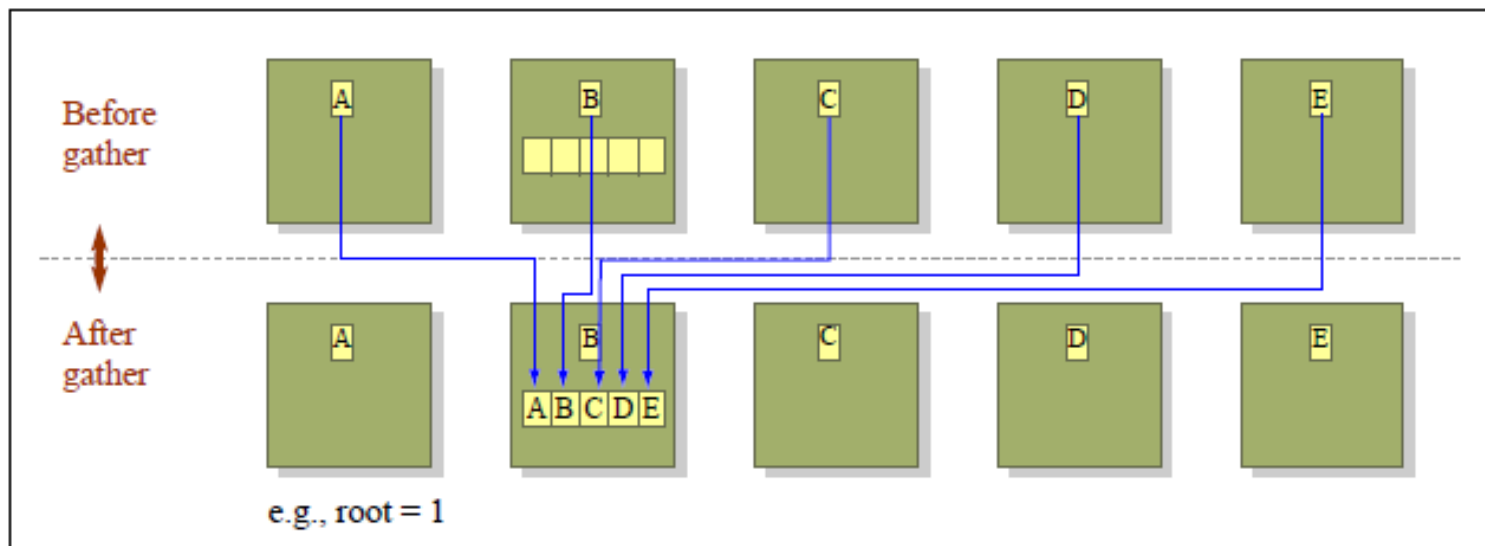 A B C D E
Before
gather
After
gather
A B C D E
A B C D E
e.g., root = 1